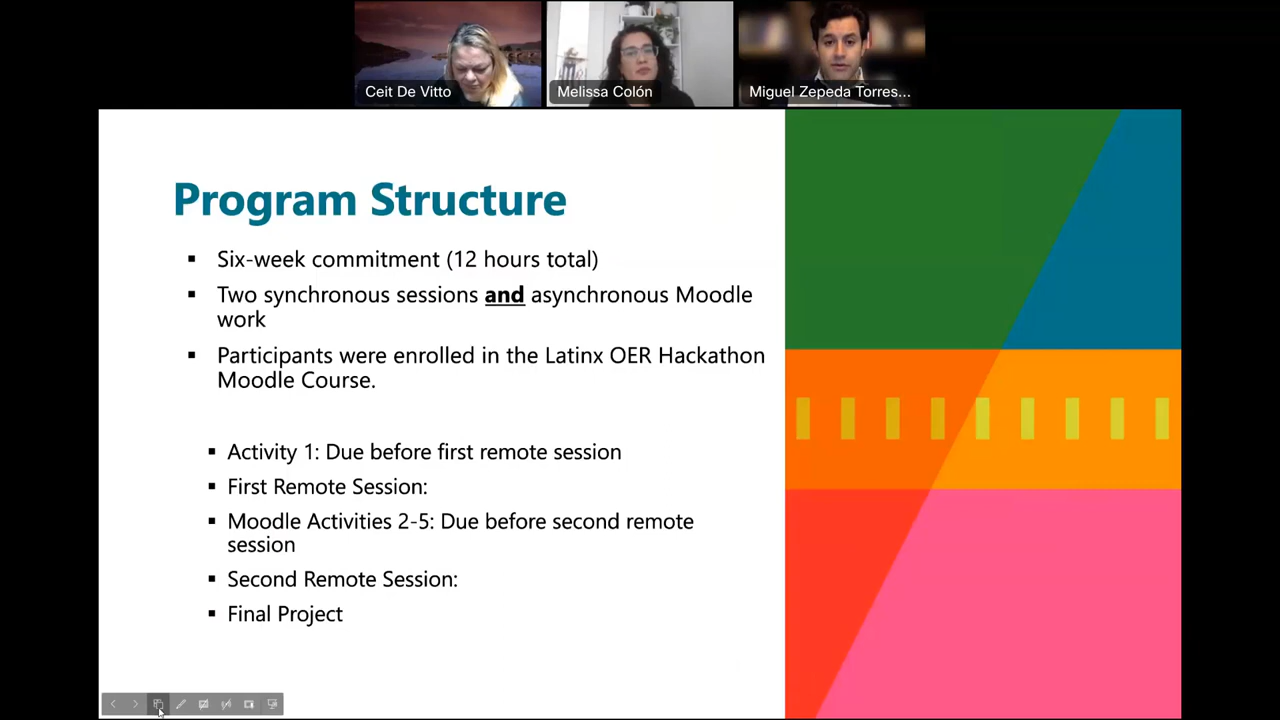 Ceit De Vitto
Melissa Colón
Miguel Zepeda Torres...
Program Structure
▪ Six-week commitment (12 hours total)
▪ Two synchronous sessions and asynchronous Moodle
work
▪ Participants were enrolled in the Latinx OER Hackathon
Moodle Course.
▪ Activity 1: Due before first remote session
▪ First Remote Session:
▪ Moodle Activities 2-5: Due before second remote
session
▪ Second Remote Session:
▪ Final Project